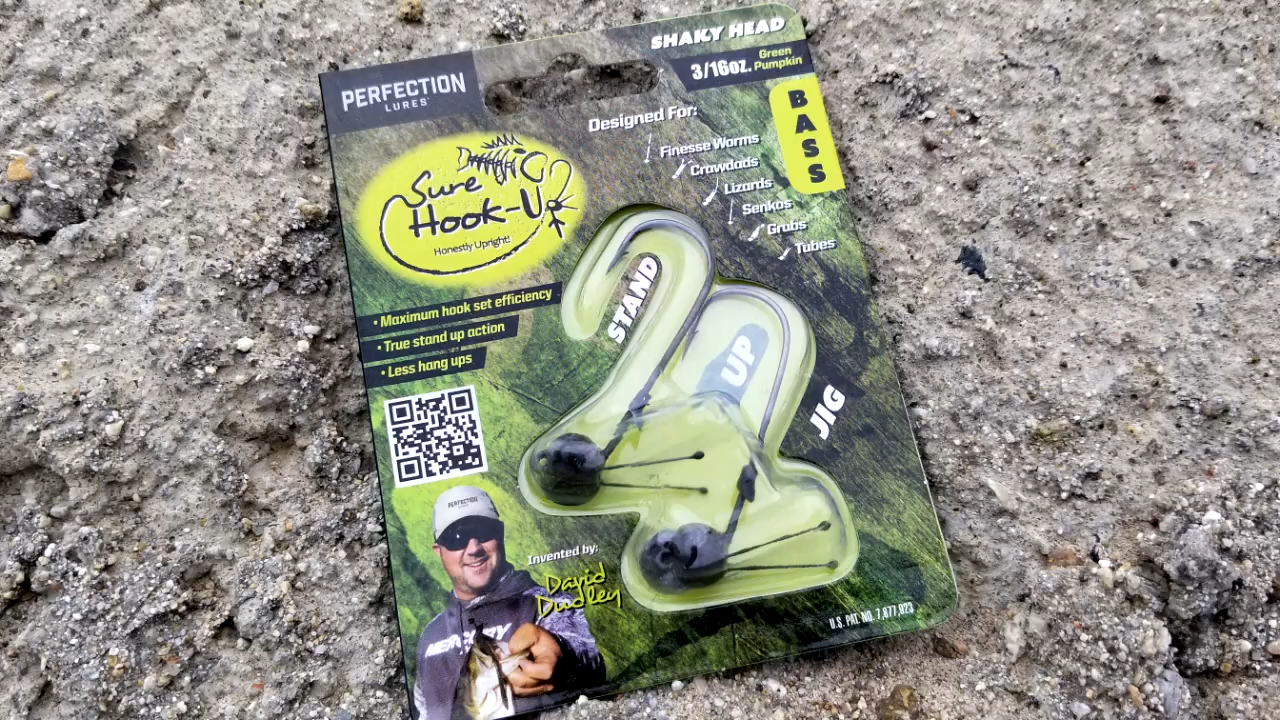 SHAKY HEAD
3/16oz. Green Pumpkin
PERFECTION
LURES
BASS
Designed For:
Finesse Worms
Crawdads
Lizards
Senkos
Grubs
Tubes
Sure
Hook-U
Honestly Upright!
• Maximum hook set efficiency
• True stand up action
• Less hang ups
STAND
UP
JIG
PERFECTION
Invented by:
David
Dudley
U.S. PAT NO. 7,877,923